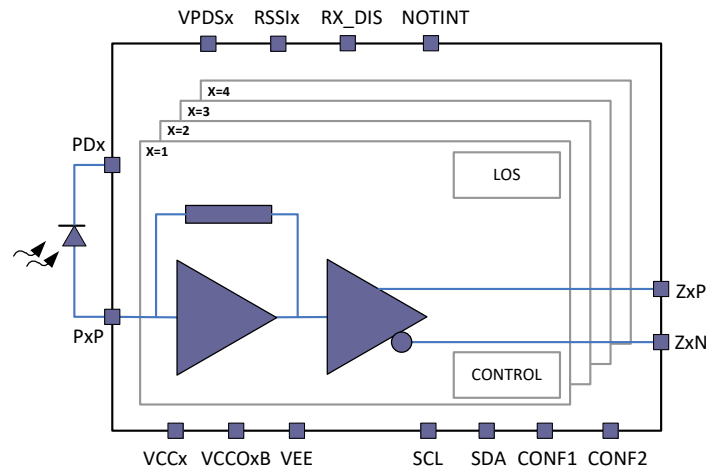 VPDSx RSSIx RX_DIS NOTINT
X=4
X=3
X=2
X=1
PDx
LOS
ZxP
PxP
ZxN
CONTROL
VCCx VCCOxB VEE SCL SDA CONF1 CONF2